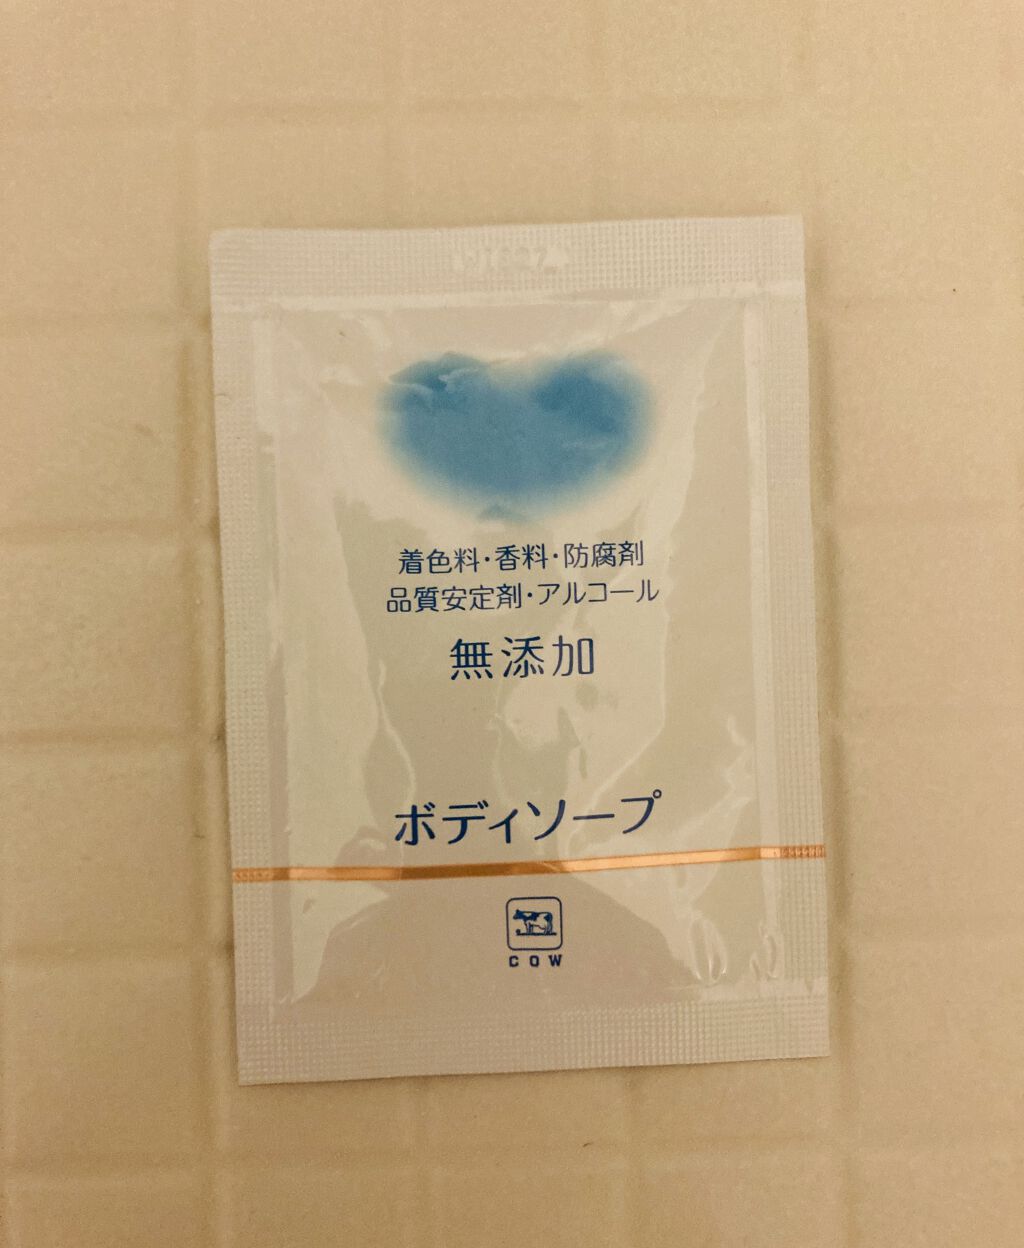 着色料・香料・防腐剤
品質安定剤・アルコール
無添加
ボディソープ
COW